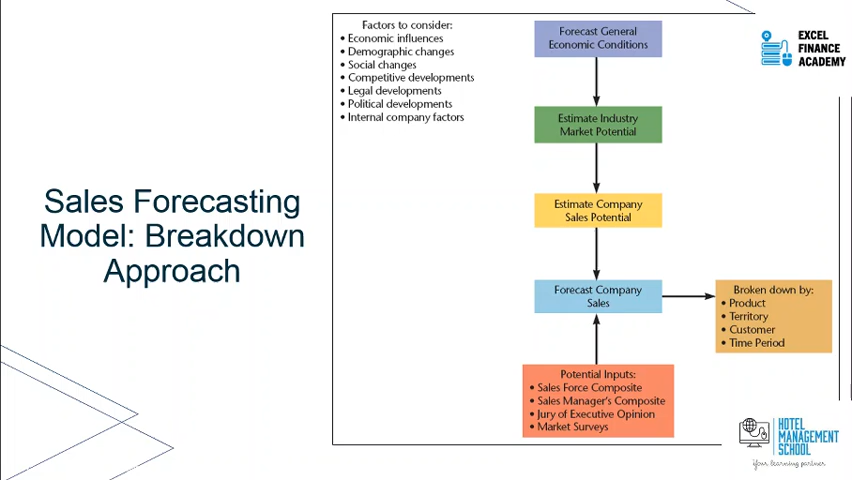 Sales Forecasting
Model: Breakdown
Approach
Factors to consider:
• Economic influences
• Demographic changes
• Social changes
• Competitive developments
• Legal developments
• Political developments
• Internal company factors
Forecast General
Economic Conditions
Estimate Industry
Market Potential
Estimate Company
Sales Potential
Forecast Company
Sales
Broken down by:
• Product
• Territory
• Customer
• Time Period
Potential Inputs:
• Sales Force Composite
• Sales Manager's Composite
• Jury of Executive Opinion
• Market Surveys
EXCEL
FINANCE
ACADEMY
HOTEL
MANAGEMENT
SCHOOL
your learning partner